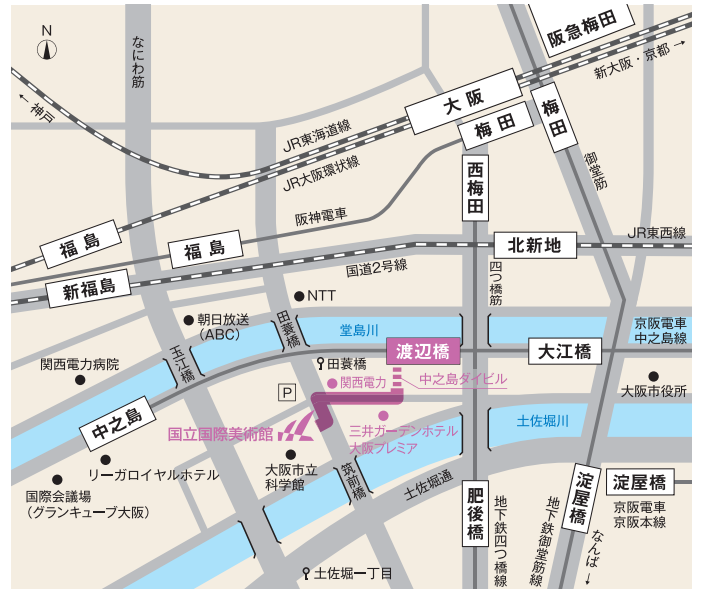 N
なにわ筋
阪急梅田
新大阪・京都→
←神戸
大阪
梅田
梅田
JR東海道線
JR大阪環状線
西梅田
御堂筋
阪神電車
福島
福島
北新地
JR東西線
新福島
国道2号線
四つ橋筋
NTT
朝日放送
(ABC)
田蓑橋
堂島川
京阪電車
中之島線
玉江橋
渡辺橋
大江橋
関西電力病院
田蓑橋
関西電力
中之島ダイビル
P
大阪市役所
中之島
国立国際美術館
三井ガーデンホテル
大阪プレミア
土佐堀川
リーガロイヤルホテル
大阪市立
科学館
国際会議場
(グランキューブ大阪)
筑前橋
土佐堀通
肥後橋
地下鉄四つ橋線
地下鉄御堂筋線
淀屋橋
淀屋橋
京阪電車
京阪本線
なんば→
土佐堀一丁目